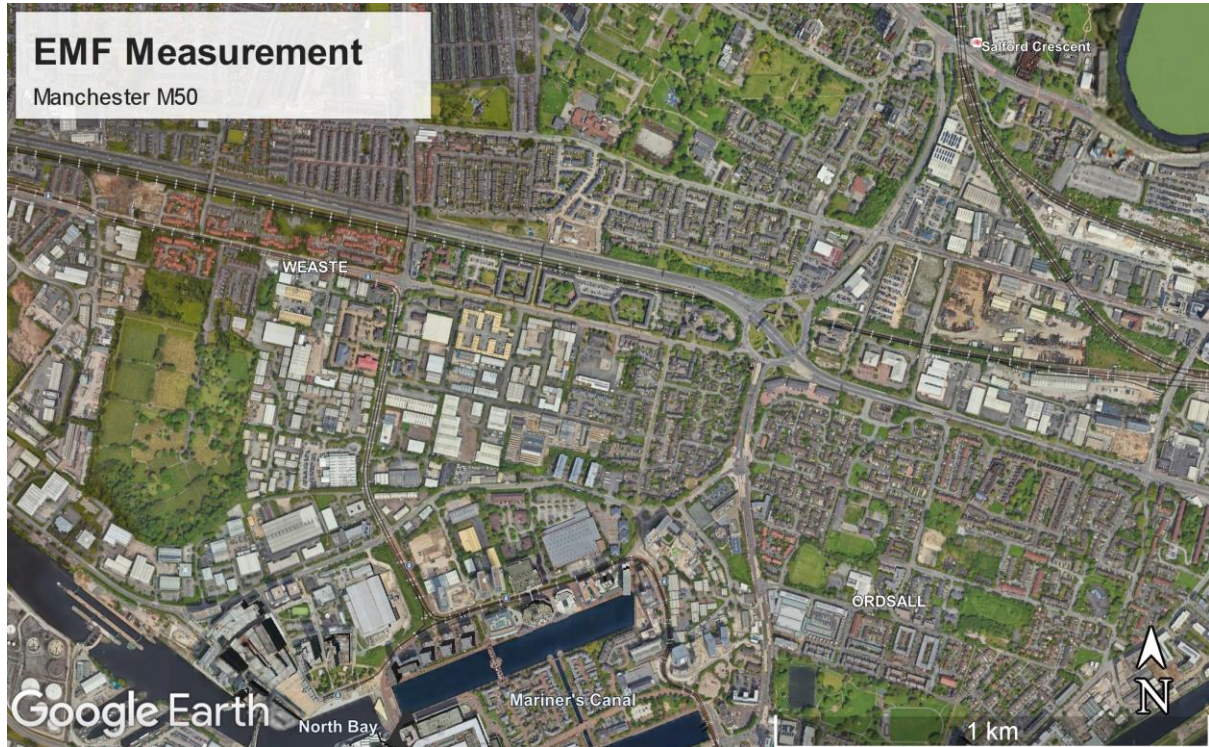 EMF Measurement
Manchester M50
Salford Crescent
WEASTE
ORDSALL
Mariner's Canal
North Bay
Google Earth
1 km
N